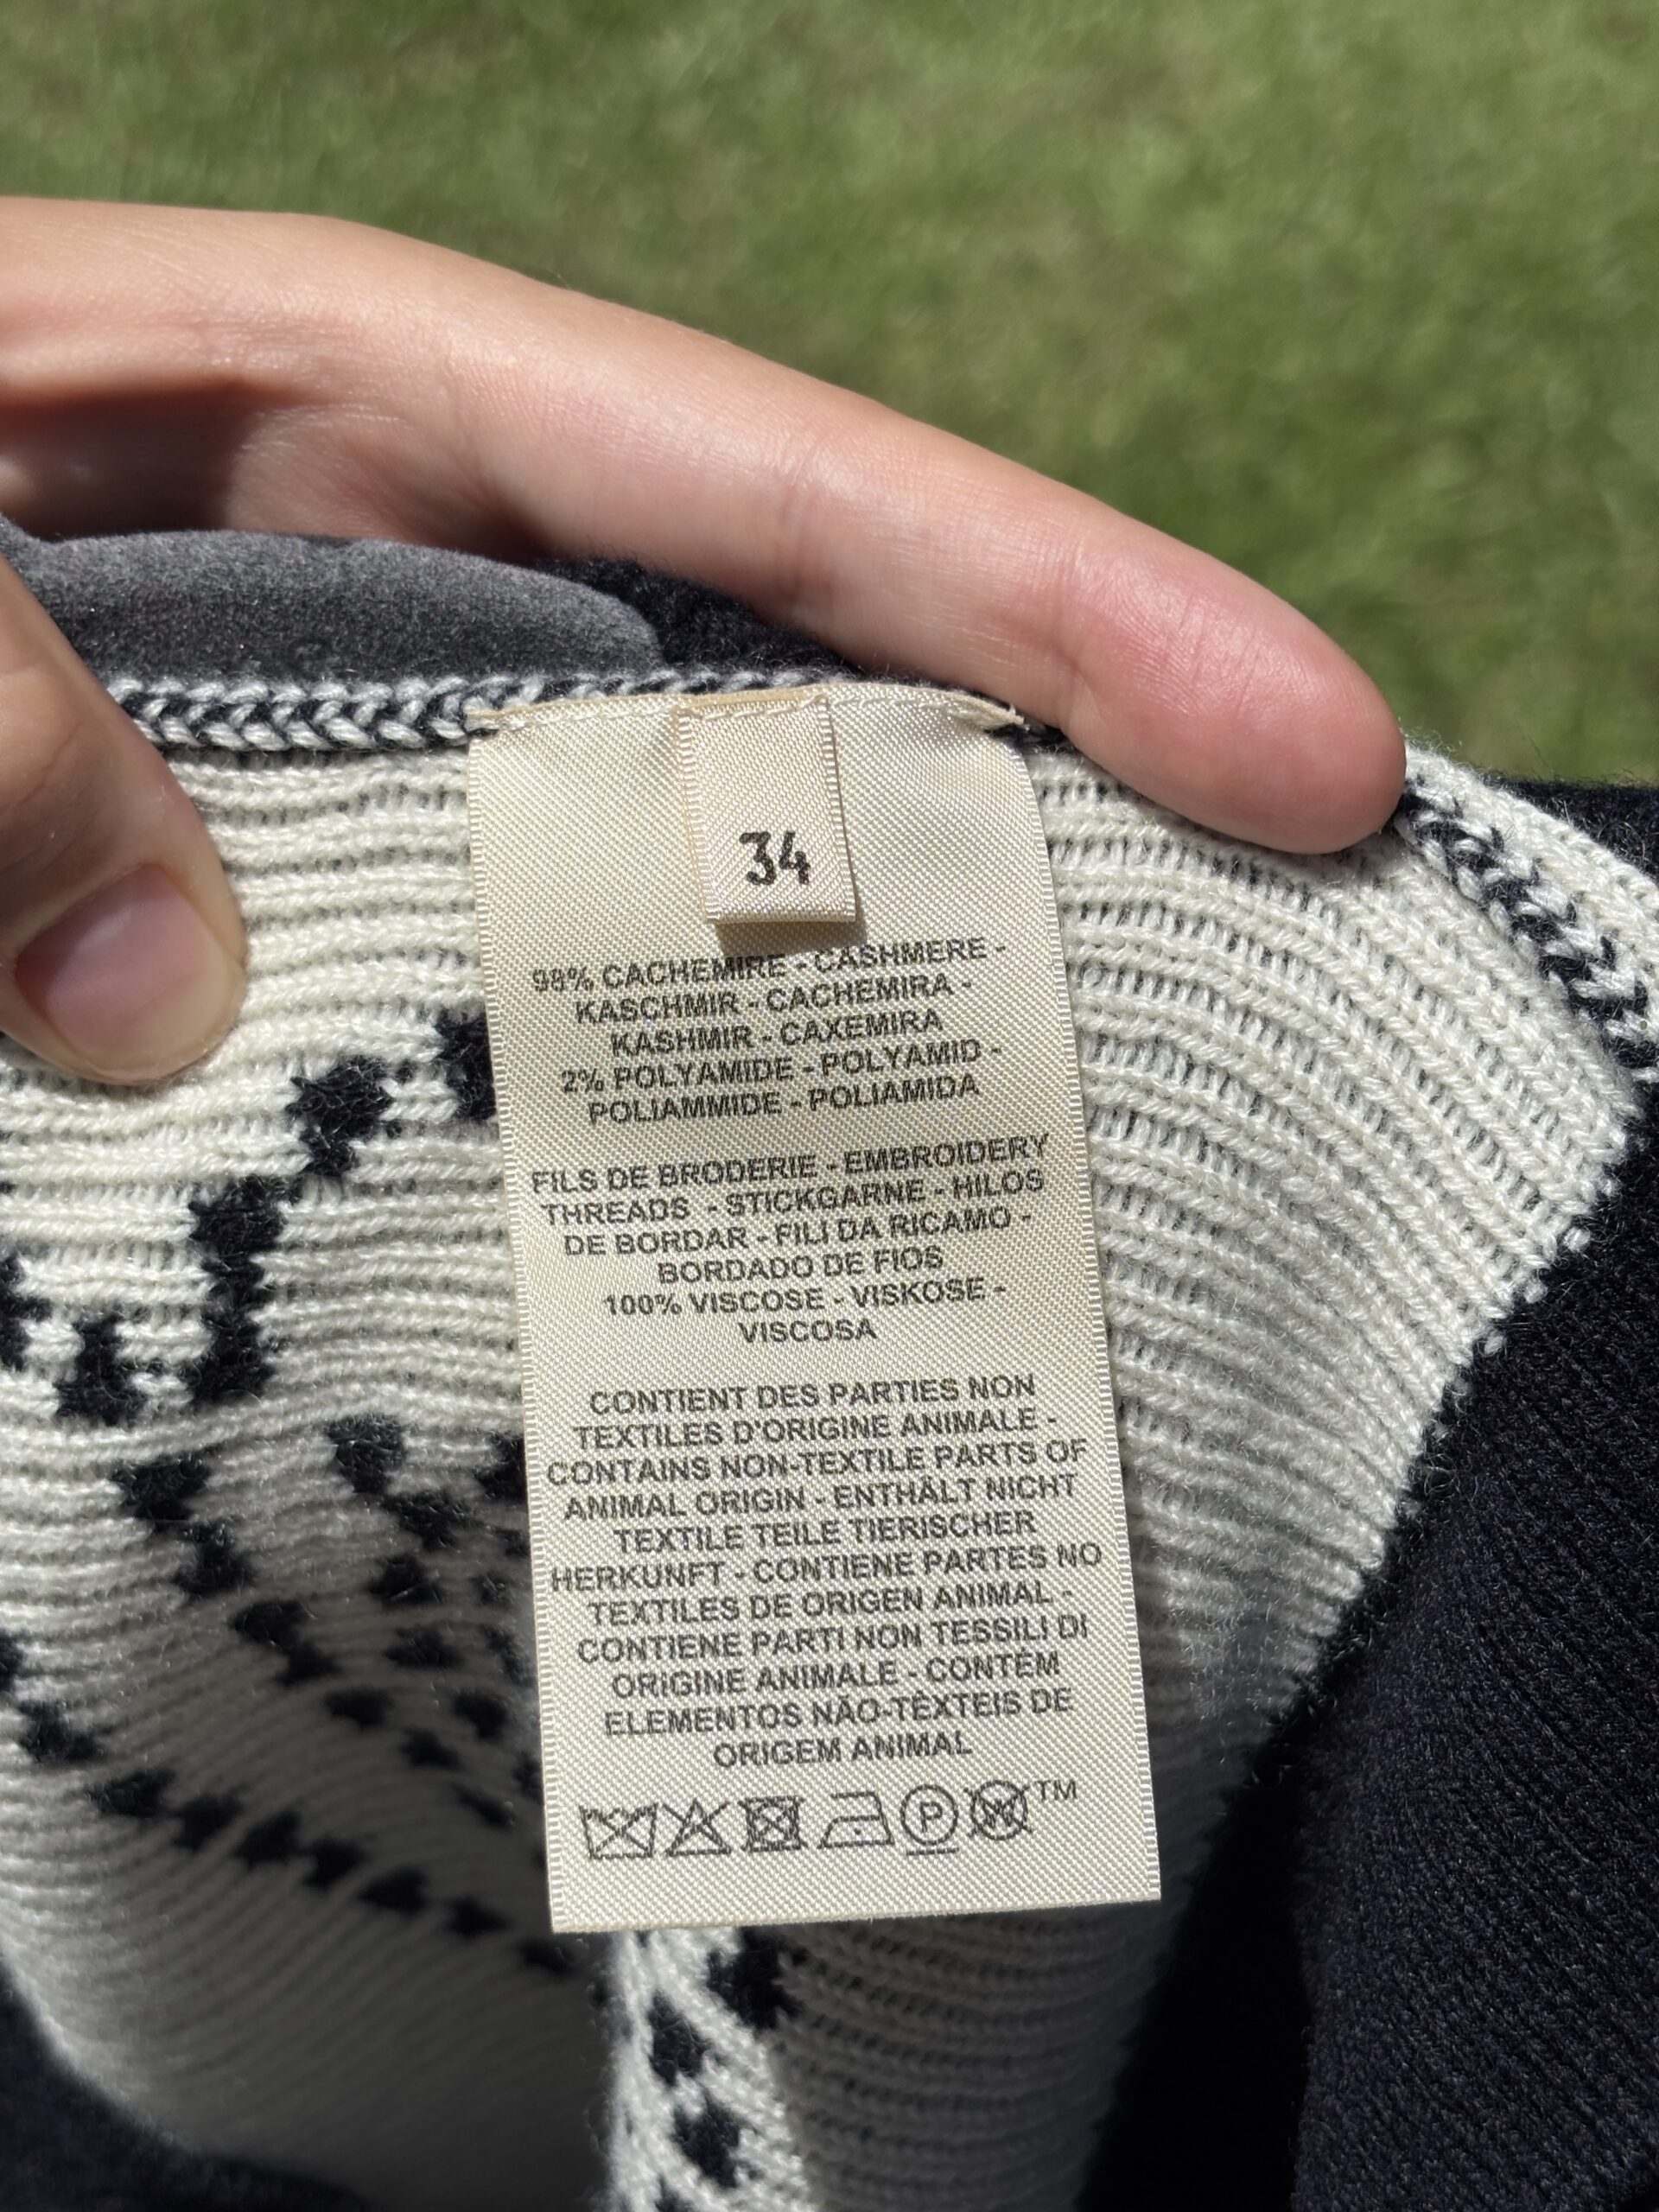 34
98% CACHEMIRE - CASHMERE -
KASCHMIR - CACHEMIRA -
KASHMIR - CAXEMIRA
2% POLYAMIDE - POLYAMID -
POLIAMMIDE - POLIAMIDA
FILS DE BRODERIE - EMBROIDERY
THREADS - STICKGARNE - HILOS
DE BORDAR - FILI DA RICAMO -
BORDADO DE FIOS
100% VISCOSE - VISKOSE -
VISCOSA
CONTIENT DES PARTIES NON
TEXTILES D'ORIGINE ANIMALE -
CONTAINS NON-TEXTILE PARTS OF
ANIMAL ORIGIN - ENTHÄLT NICHT
TEXTILE TEILE TIERISCHER
HERKUNFT - CONTIENE PARTES NO
TEXTILES DE ORIGEN ANIMAL -
CONTIENE PARTI NON TESSILI DI
ORIGINE ANIMALE - CONTÉM
ELEMENTOS NÃO-TÊXTEIS DE
ORIGEM ANIMAL
P W TM